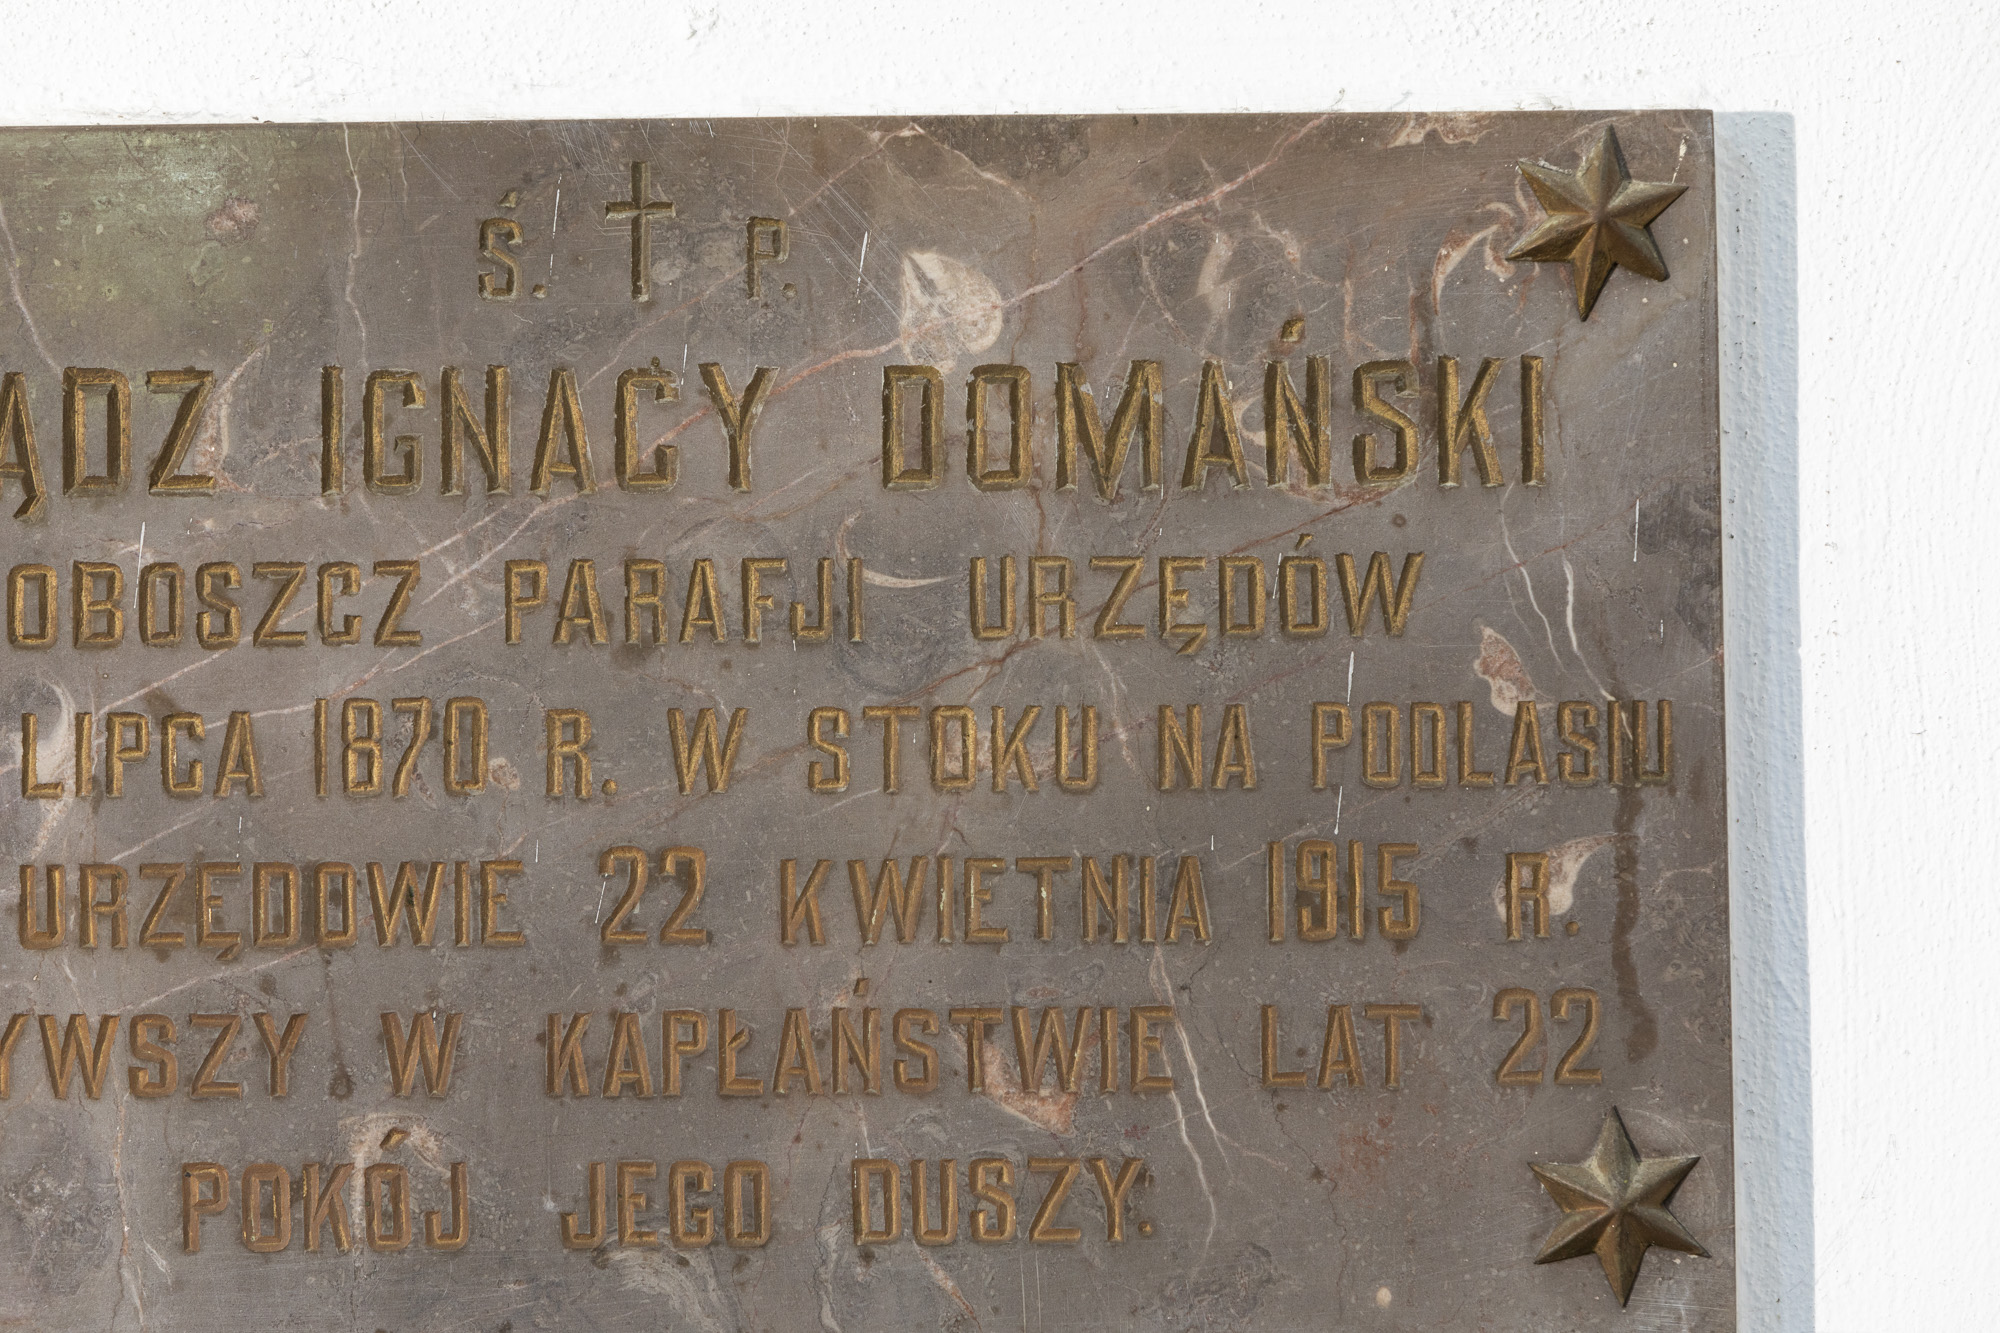 Ś. † P.
ĄDZ IGNACY DOMAŃSKI
OBOSZCZ PARAFJI URZĘDÓW
LIPCA 1870 R. W STOKU NA PODLASIU
URZĘDOWIE 22 KWIETNIA 1915 R.
YWSZY W KAPŁAŃSTWIE LAT 22
POKÓJ JEGO DUSZY.